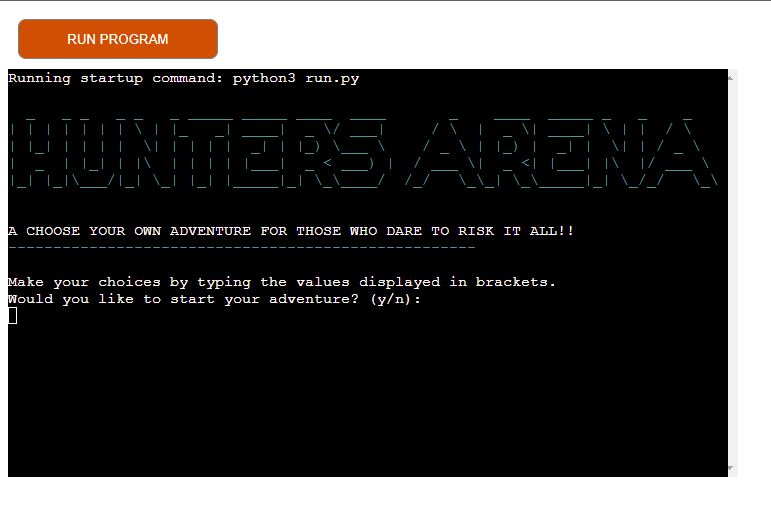 RUN PROGRAM
Running startup command: python3 run.py
HUNTERS ARENA
A CHOOSE YOUR OWN ADVENTURE FOR THOSE WHO DARE TO RISK IT ALL!!
----------------------------------------------------
Make your choices by typing the values displayed in brackets.
Would you like to start your adventure? (y/n):